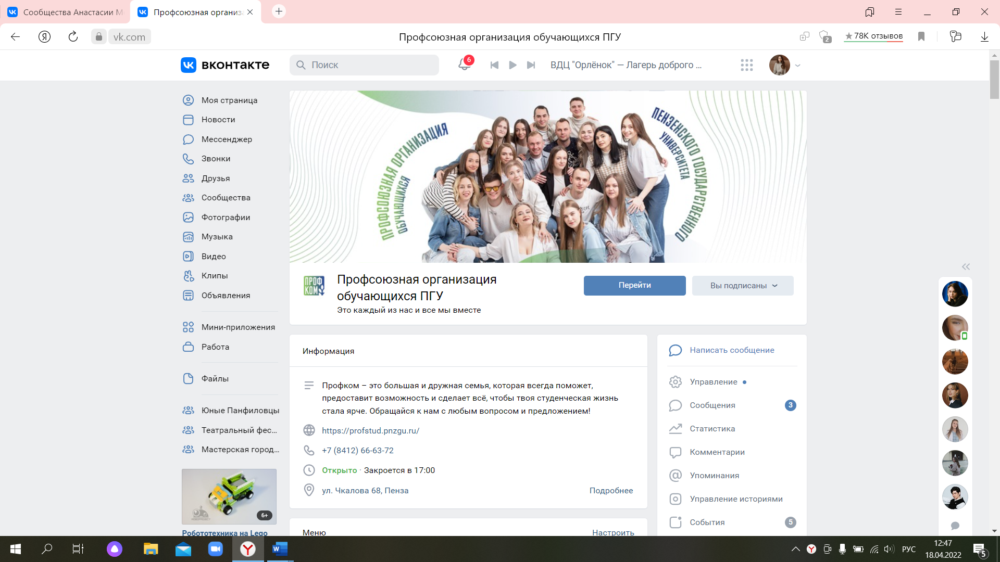 Сообщества Анастасии М
Профсоюзная организа
vk.com
Профсоюзная организация обучающихся ПГУ
2
★78K отзывов
ВКОНТАКТЕ
Поиск
6
ВДЦ "Орлёнок" — Лагерь доброго ...
Моя страница
Новости
Мессенджер
Звонки
Друзья
Сообщества
Фотографии
Музыка
Видео
Клипы
Объявления
Мини-приложения
Работа
Файлы
Юные Панфиловцы
Театральный фес...
Мастерская город...
6+
Робототехника на Lego
ПРОФСОЮЗНАЯ ОРГАНИЗАЦИЯ
ОБУЧАЮЩИХСЯ
ПЕНЗЕНСКОГО ГОСУДАРСТВЕННОГО
УНИВЕРСИТЕТА
ПРОФ
КОМ
Профсоюзная организация
обучающихся ПГУ
Это каждый из нас и все мы вместе
Перейти
Вы подписаны
Информация
Профком – это большая и дружная семья, которая всегда поможет,
предоставит возможность и сделает всё, чтобы твоя студенческая жизнь
стала ярче. Обращайся к нам с любым вопросом и предложением!
https://profstud.pnzgu.ru/
+7 (8412) 66-63-72
Открыто · Закроется в 17:00
ул. Чкалова 68, Пенза
Подробнее
Меню
Настроить
Написать сообщение
Управление
Сообщения 3
Статистика
Комментарии
Упоминания
Управление историями
События 5
РУС
12:47
18.04.2022
5